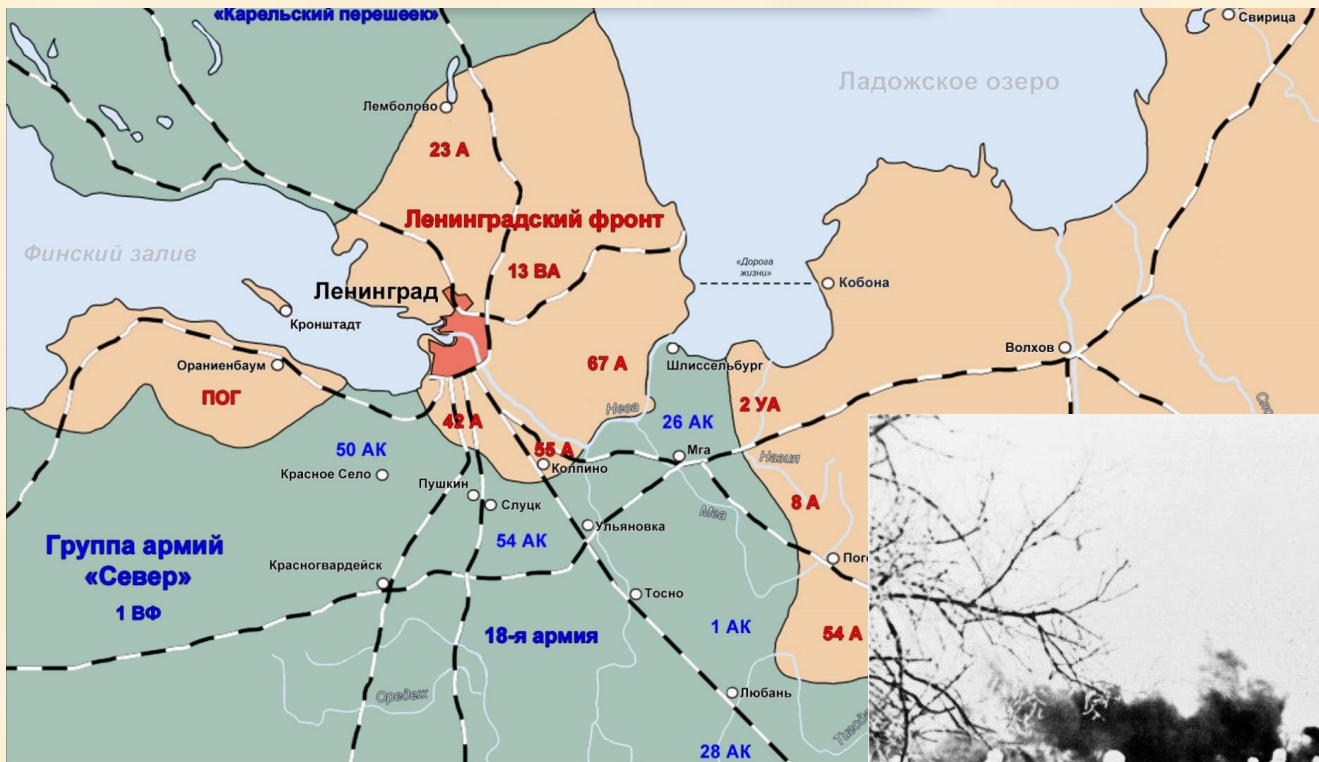 «Карельский перешеек»
Свирица
Ладожское озеро
Лемболово
23 А
Ленинградский фронт
Финский залив
13 ВА
«Дорога
жизни»
Кобона
Ленинград
Кронштадт
Ораниенбаум
Волхов
Шлиссельбург
67 А
ПОГ
Нева
2 УА
42 А
26 АК
50 АК
55 А
Мга
Назия
Колпино
Красное Село
Пушкин
Слуцк
8 А
Мга
Ульяновка
54 АК
Группа армий
«Север»
Красногвардейск
1 ВФ
Тосно
18-я армия
1 АК
54 А
Оредеж
Любань
28 АК